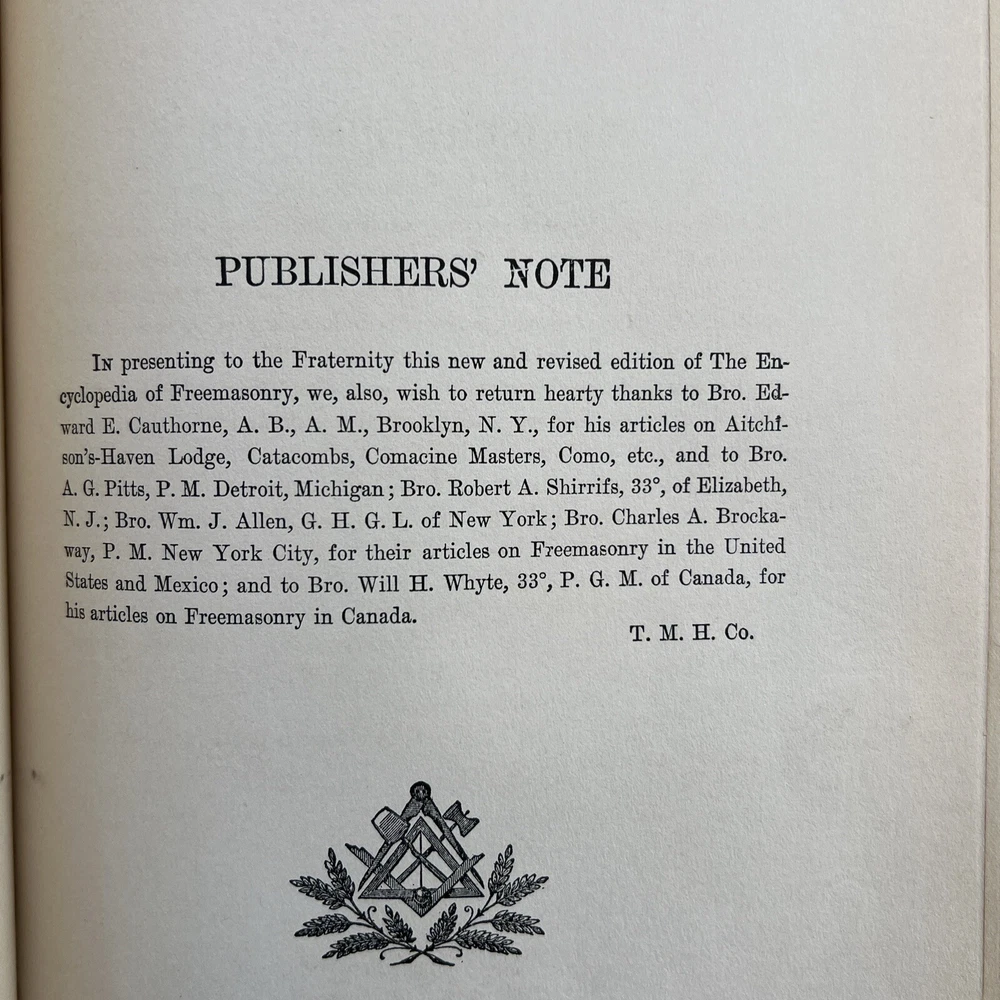 PUBLISHERS' NOTE
IN presenting to the Fraternity this new and revised edition of The En-
cyclopedia of Freemasonry, we, also, wish to return hearty thanks to Bro. Ed-
ward E. Cauthorne, A. B., A. M., Brooklyn, N. Y., for his articles on Aitchi-
son's-Haven Lodge, Catacombs, Comacine Masters, Como, etc., and to Bro.
A. G. Pitts, P. M. Detroit, Michigan; Bro. Robert A. Shirrifs, 33°, of Elizabeth,
N. J.; Bro. Wm. J. Allen, G. H. G. L. of New York; Bro. Charles A. Brocka-
way, P. M. New York City, for their articles on Freemasonry in the United
States and Mexico; and to Bro. Will H. Whyte, 33°, P. G. M. of Canada, for
his articles on Freemasonry in Canada.
T. M. H. Co.